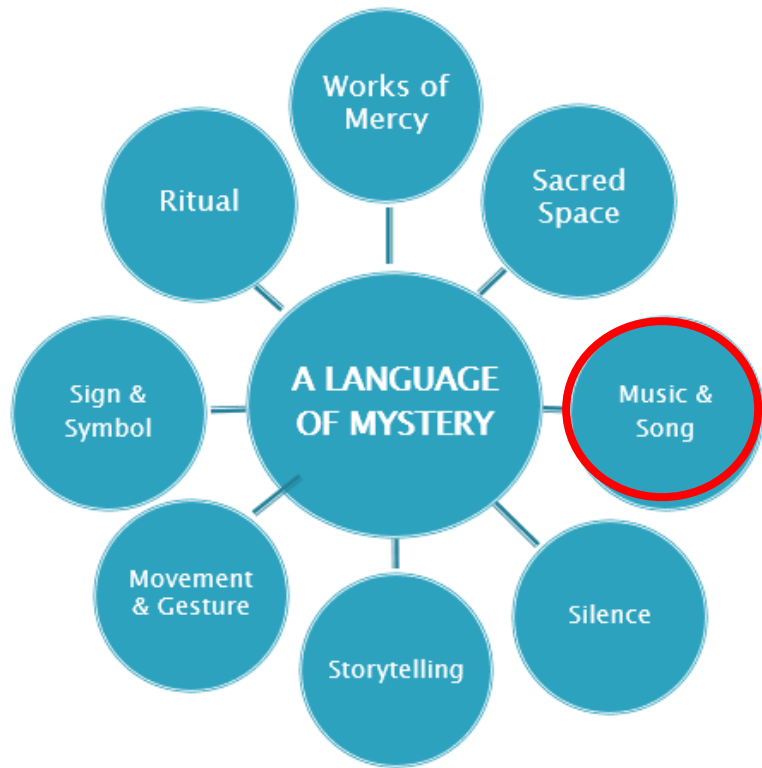 Works of
Mercy
Sacred
Space
Ritual
A LANGUAGE
OF MYSTERY
Music &
Song
Sign &
Symbol
Movement
& Gesture
Silence
Storytelling